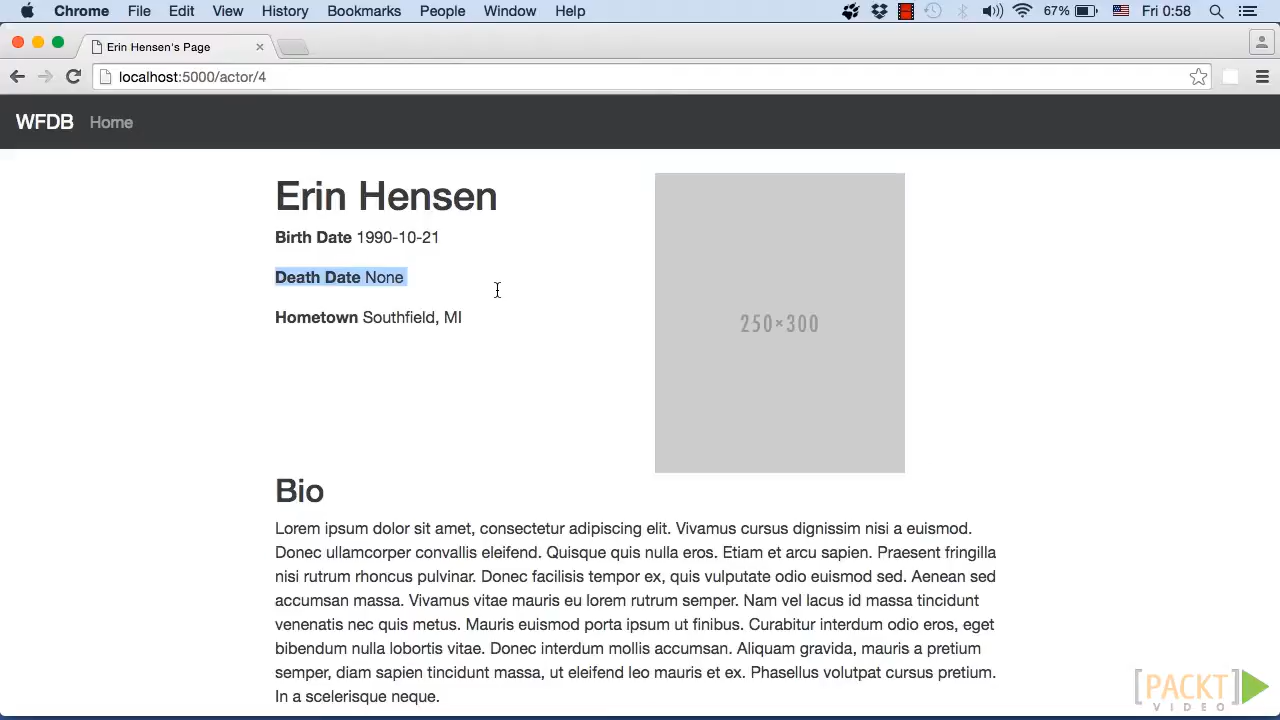 Chrome File Edit View History Bookmarks People Window Help 67% Fri 0:58
Erin Hensen's Page
localhost:5000/actor/4
WFDB Home
Erin Hensen
Birth Date 1990-10-21
Death Date None
Hometown Southfield, MI
250×300
Bio
Lorem ipsum dolor sit amet, consectetur adipiscing elit. Vivamus cursus dignissim nisi a euismod.
Donec ullamcorper convallis eleifend. Quisque quis nulla eros. Etiam et arcu sapien. Praesent fringilla
nisi rutrum rhoncus pulvinar. Donec facilisis tempor ex, quis vulputate odio euismod sed. Aenean sed
accumsan massa. Vivamus vitae mauris eu lorem rutrum semper. Nam vel lacus id massa tincidunt
venenatis nec quis metus. Mauris euismod porta ipsum ut finibus. Curabitur interdum odio eros, eget
bibendum nulla lobortis vitae. Donec interdum mollis accumsan. Aliquam gravida, mauris a pretium
semper, diam sapien tincidunt massa, ut eleifend leo mauris et ex. Phasellus volutpat cursus pretium.
In a scelerisque neque.
[PACKT]
VIDEO